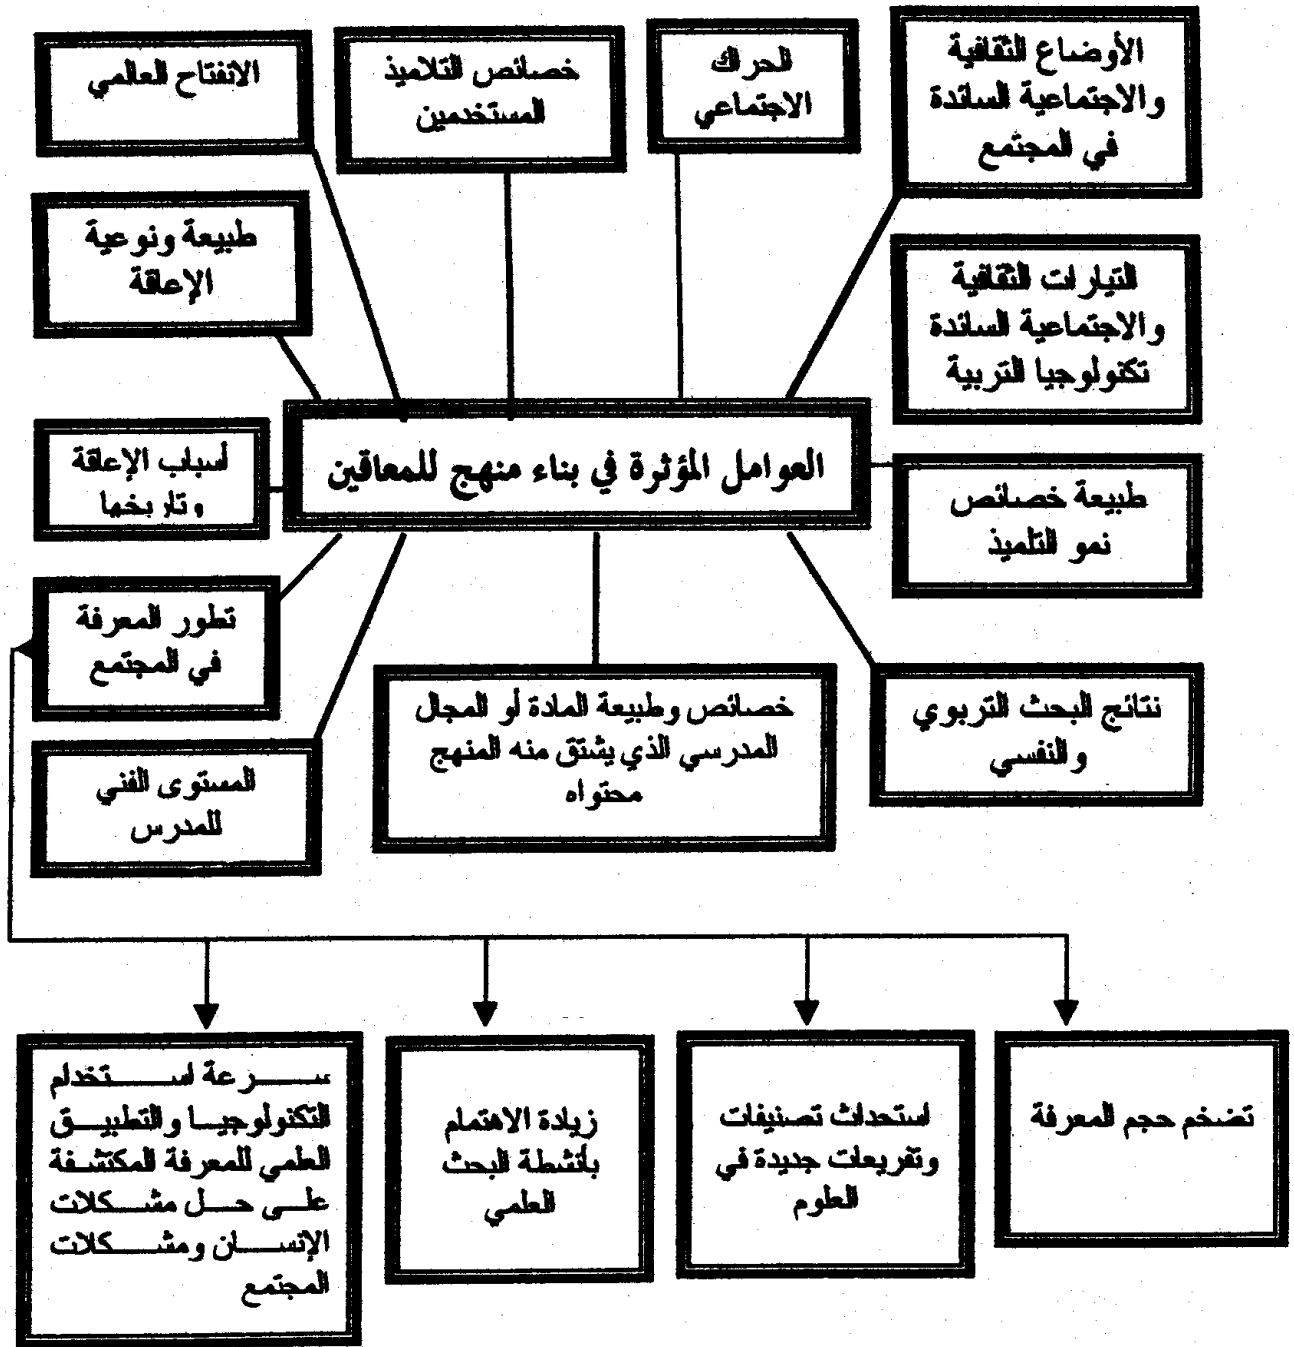 الأوضاع الثقافية
والاجتماعية السائدة
في المجتمع
الحراك
الاجتماعي
خصائص التلاميذ
المستخدمين
الانفتاح العالمي
طبيعة ونوعية
الإعاقة
التيارات الثقافية
والاجتماعية السائدة
تكنولوجيا التربية
العوامل المؤثرة في بناء منهج للمعاقين
أسباب الإعاقة
وتاريخها
طبيعة خصائص
نمو التلميذ
تطور المعرفة
في المجتمع
نتائج البحث التربوي
والنفسي
خصائص وطبيعة المادة أو المجال
المدرسي الذي يشتق منه المنهج
محتواه
المستوى الفني
للمدرس
تضخم حجم المعرفة
استحداث تصنيفات
وتفريعات جديدة في
العلوم
زيادة الاهتمام
بأنشطة البحث
العلمي
سرعة استخدام
التكنولوجيا والتطبيق
العلمي للمعرفة المكتشفة
على حل مشكلات
الإنسان ومشكلات
المجتمع